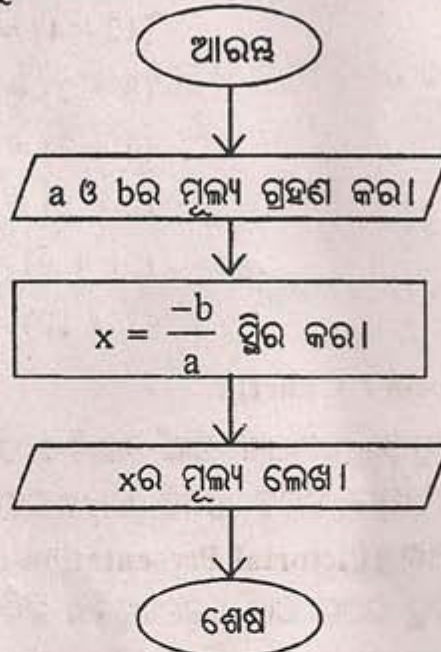 ଆରମ୍ଭ
a ଓ bର ମୂଲ୍ୟ ଗ୍ରହଣ କର।
x = -b/a ସ୍ଥିର କର।
xର ମୂଲ୍ୟ ଲେଖ।
ଶେଷ